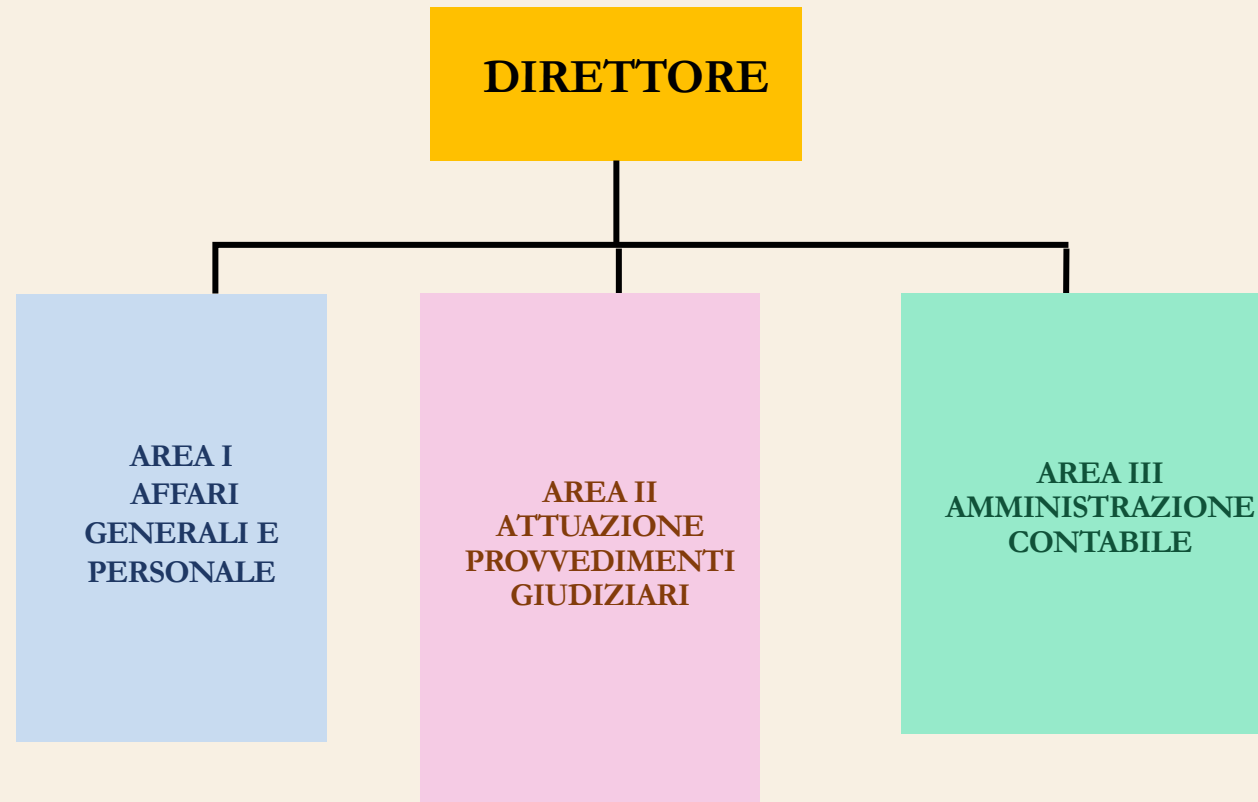 DIRETTORE
AREA I
AFFARI
GENERALI E
PERSONALE
AREA II
ATTUAZIONE
PROVVEDIMENTI
GIUDIZIARI
AREA III
AMMINISTRAZIONE
CONTABILE